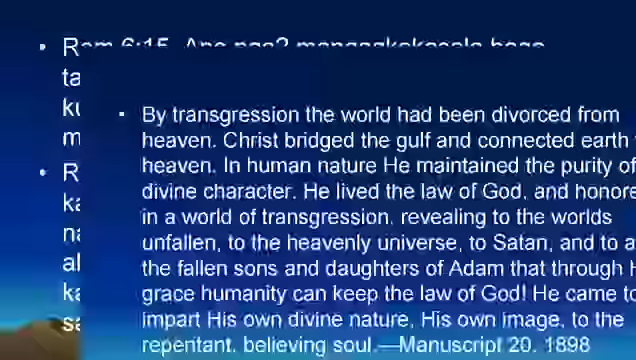 Rom 6:15 Ano nga? mangagkakasala baga
By transgression the world had been divorced from
heaven. Christ bridged the gulf and connected earth
heaven. In human nature He maintained the purity of
divine character. He lived the law of God, and honore
in a world of transgression, revealing to the worlds
unfallen, to the heavenly universe, to Satan, and to a
the fallen sons and daughters of Adam that through H
grace humanity can keep the law of God! He came to
impart His own divine nature, His own image, to the
repentant, believing soul.—Manuscript 20, 1898